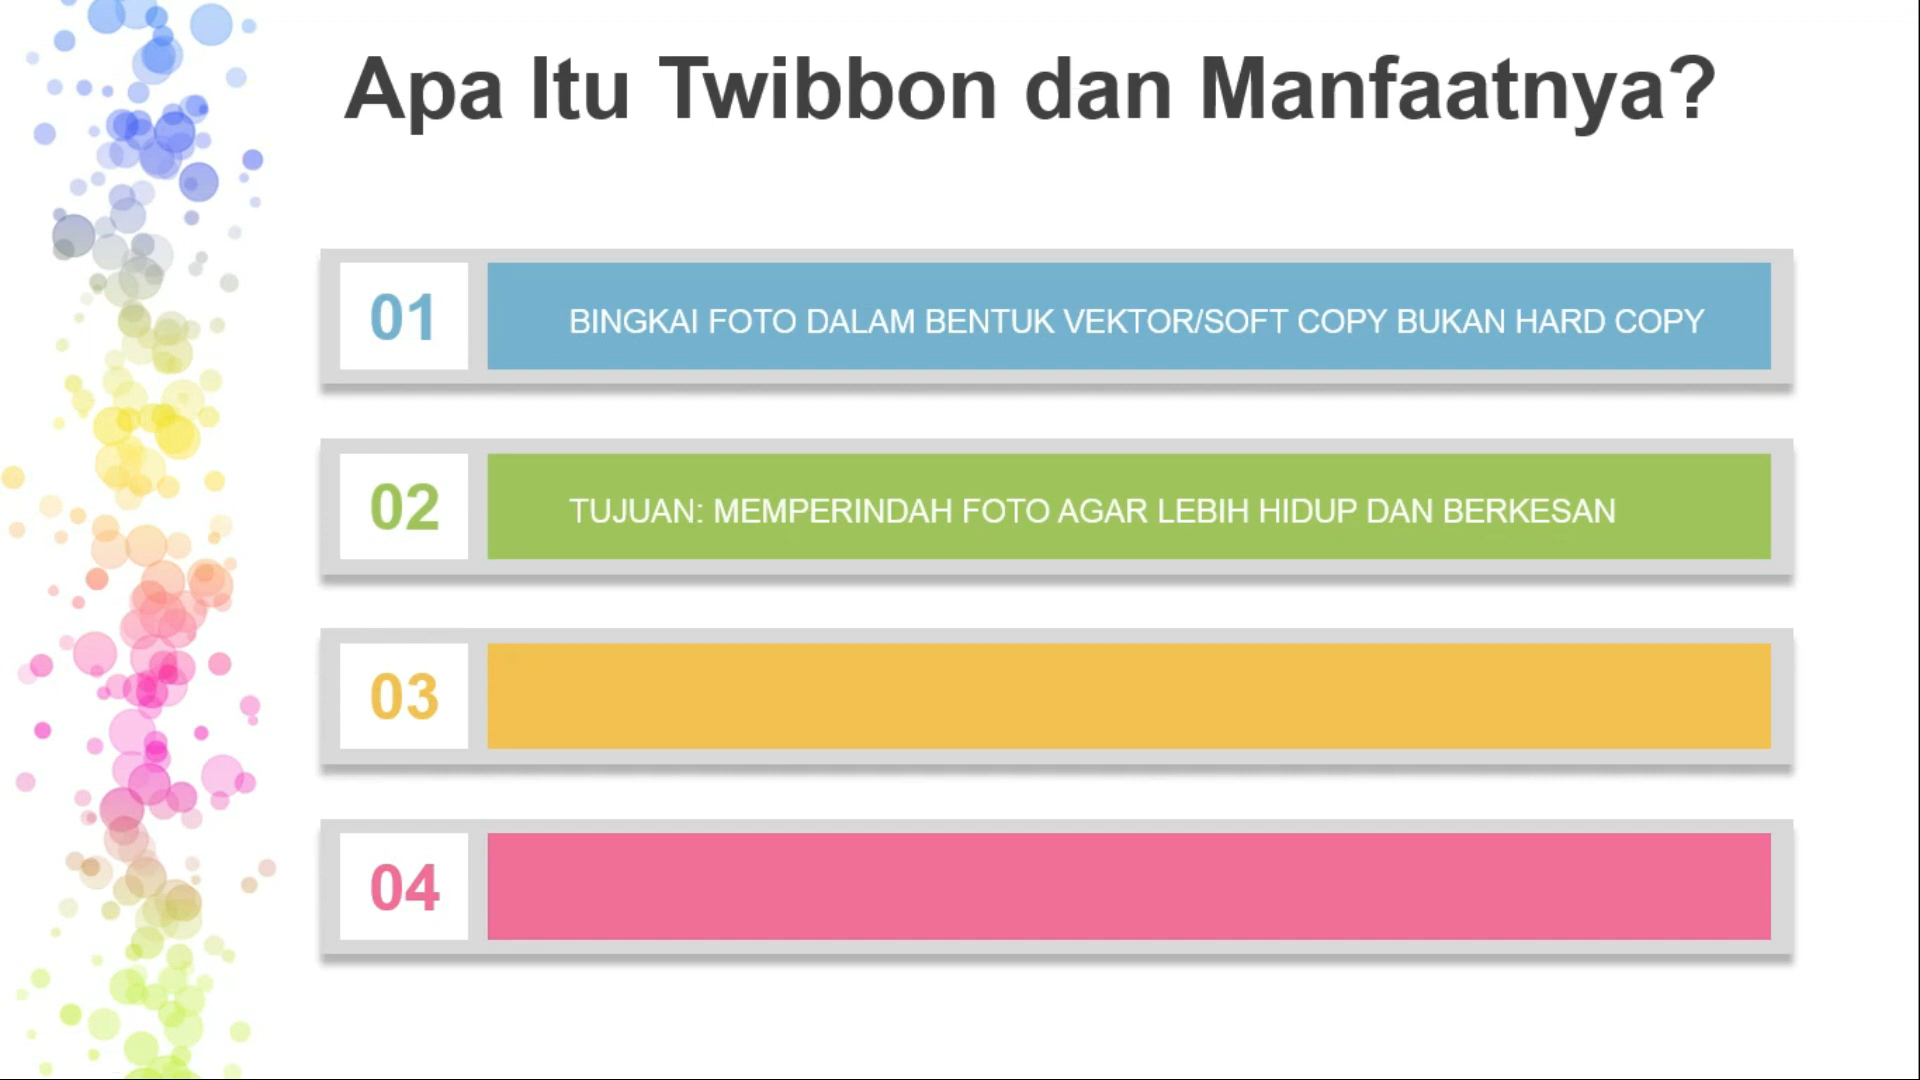 Apa Itu Twibbon dan Manfaatnya?
01
BINGKAI FOTO DALAM BENTUK VEKTOR/SOFT COPY BUKAN HARD COPY
02
TUJUAN: MEMPERINDAH FOTO AGAR LEBIH HIDUP DAN BERKESAN
03
04